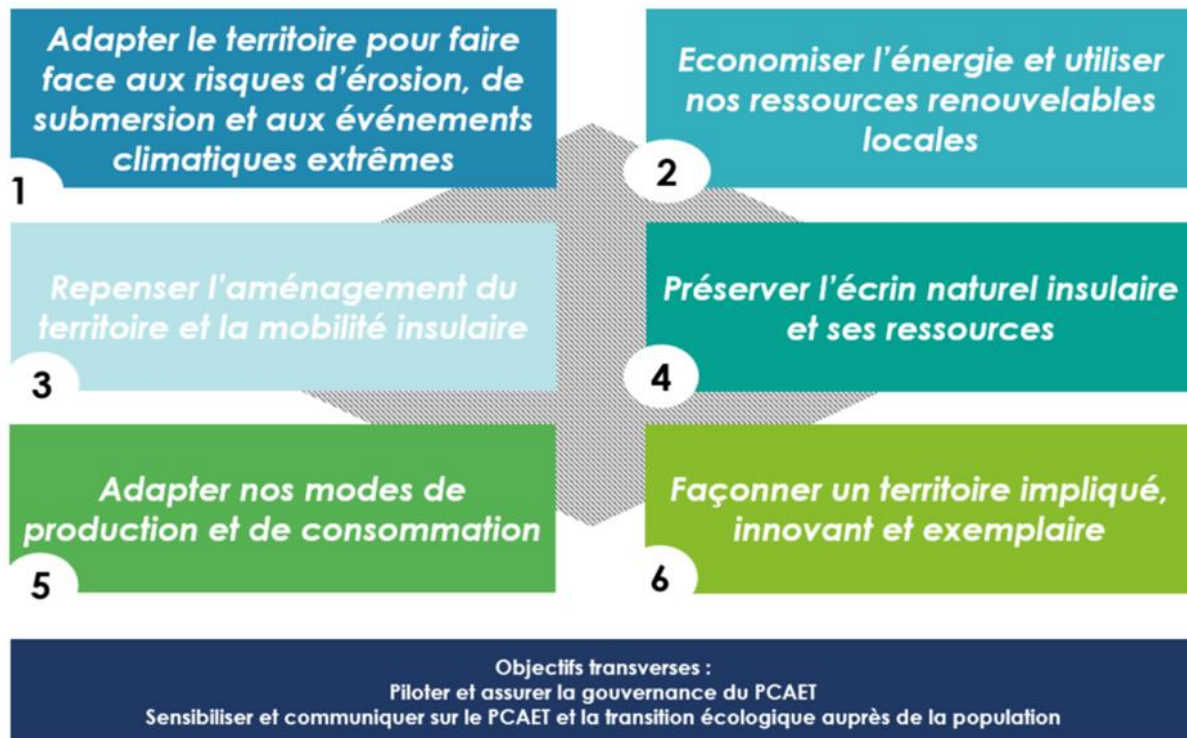 Adapter le territoire pour faire
face aux risques d'érosion, de
submersion et aux événements
climatiques extrêmes
1
Economiser l'énergie et utiliser
nos ressources renouvelables
locales
2
Repenser l'aménagement du
territoire et la mobilité insulaire
3
Préserver l'écrin naturel insulaire
et ses ressources
4
Adapter nos modes de
production et de consommation
5
Façonner un territoire impliqué,
innovant et exemplaire
6
Objectifs transverses :
Piloter et assurer la gouvernance du PCAET
Sensibiliser et communiquer sur le PCAET et la transition écologique auprès de la population